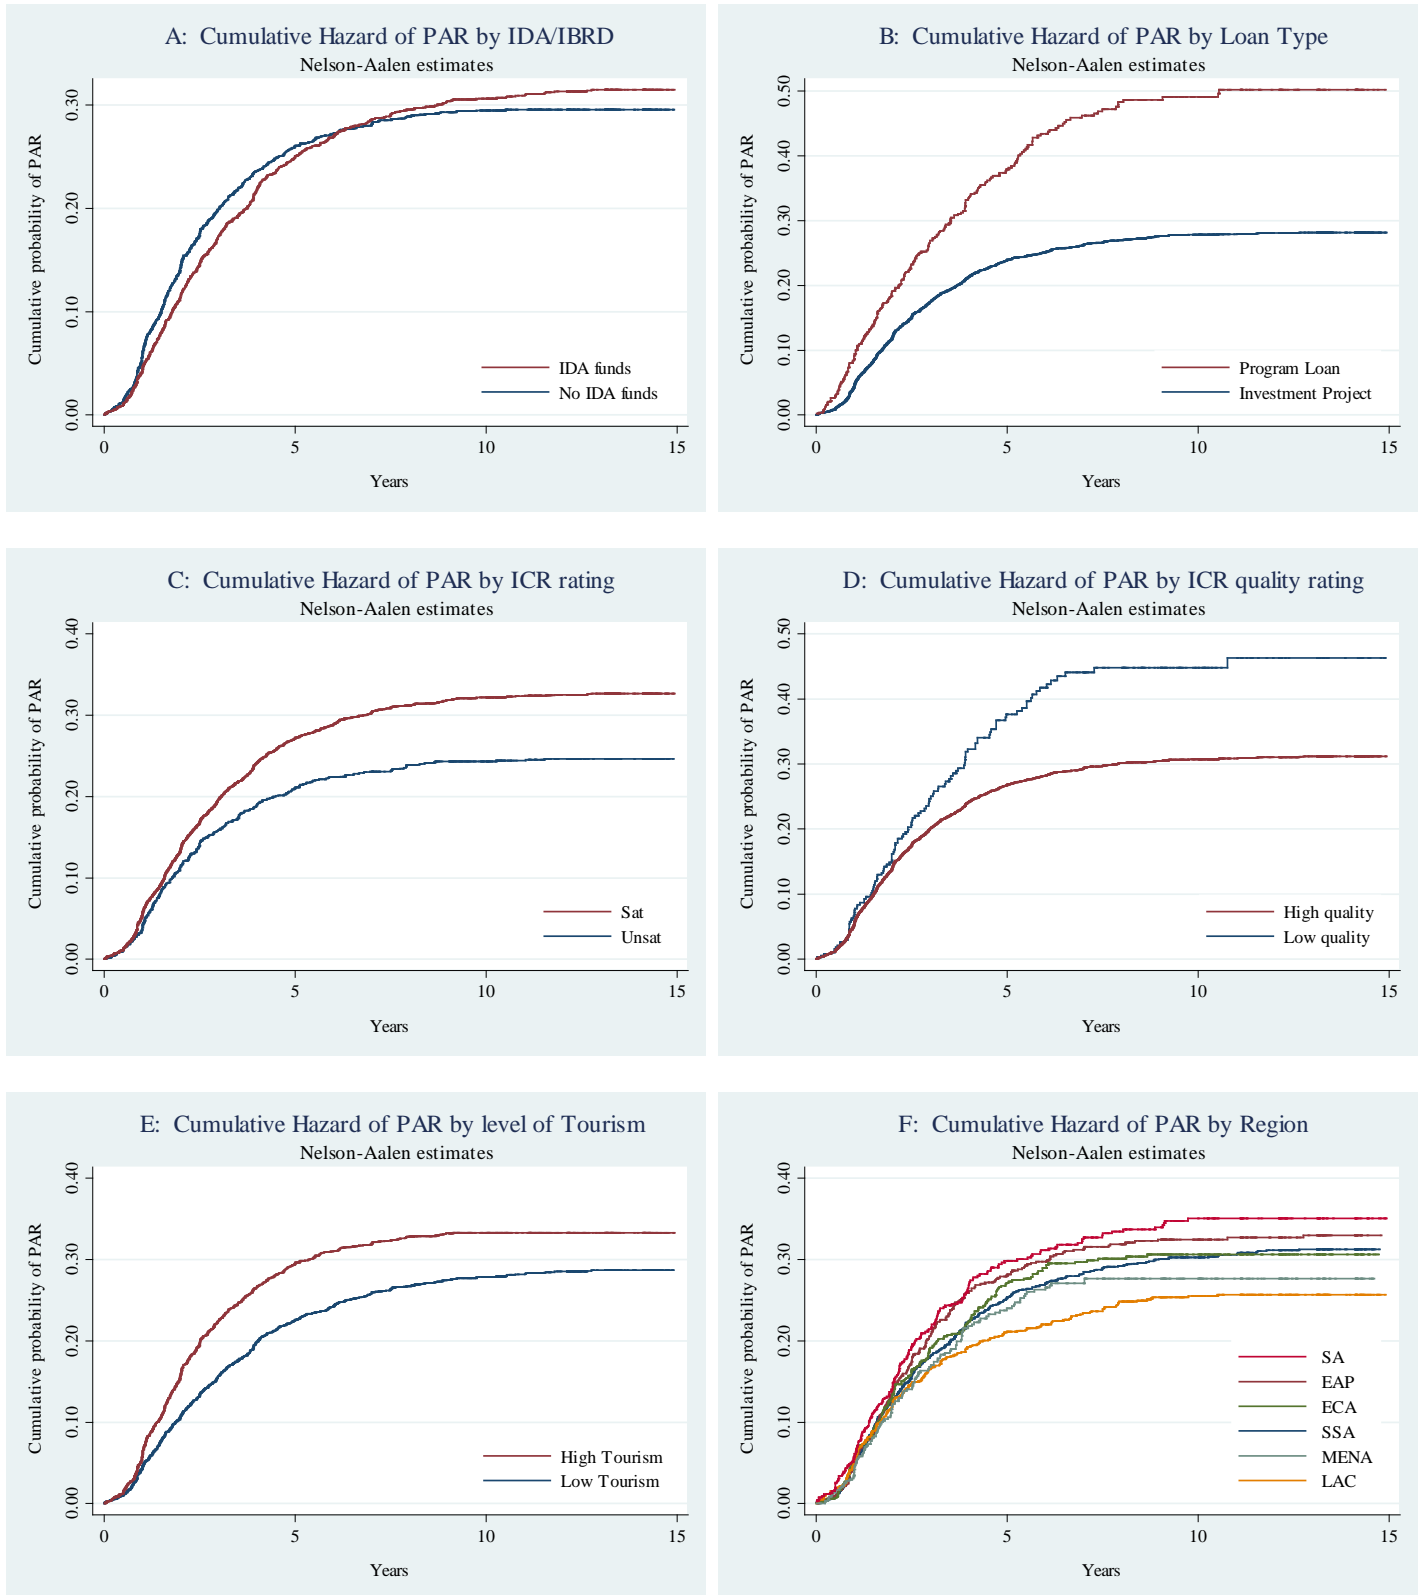 A: Cumulative Hazard of PAR by IDA/IBRD
Nelson-Aalen estimates
Cumulative probability of PAR
0.30
0.20
0.10
0.00
IDA funds
No IDA funds
0 5 10 15
Years
B: Cumulative Hazard of PAR by Loan Type
Nelson-Aalen estimates
Cumulative probability of PAR
0.50
0.40
0.30
0.20
0.10
0.00
Program Loan
Investment Project
0 5 10 15
Years
C: Cumulative Hazard of PAR by ICR rating
Nelson-Aalen estimates
Cumulative probability of PAR
0.40
0.30
0.20
0.10
0.00
Sat
Unsat
0 5 10 15
Years
D: Cumulative Hazard of PAR by ICR quality rating
Nelson-Aalen estimates
Cumulative probability of PAR
0.50
0.40
0.30
0.20
0.10
0.00
High quality
Low quality
0 5 10 15
Years
E: Cumulative Hazard of PAR by level of Tourism
Nelson-Aalen estimates
Cumulative probability of PAR
0.40
0.30
0.20
0.10
0.00
High Tourism
Low Tourism
0 5 10 15
Years
F: Cumulative Hazard of PAR by Region
Nelson-Aalen estimates
Cumulative probability of PAR
0.40
0.30
0.20
0.10
0.00
SA
EAP
ECA
SSA
MENA
LAC
0 5 10 15
Years